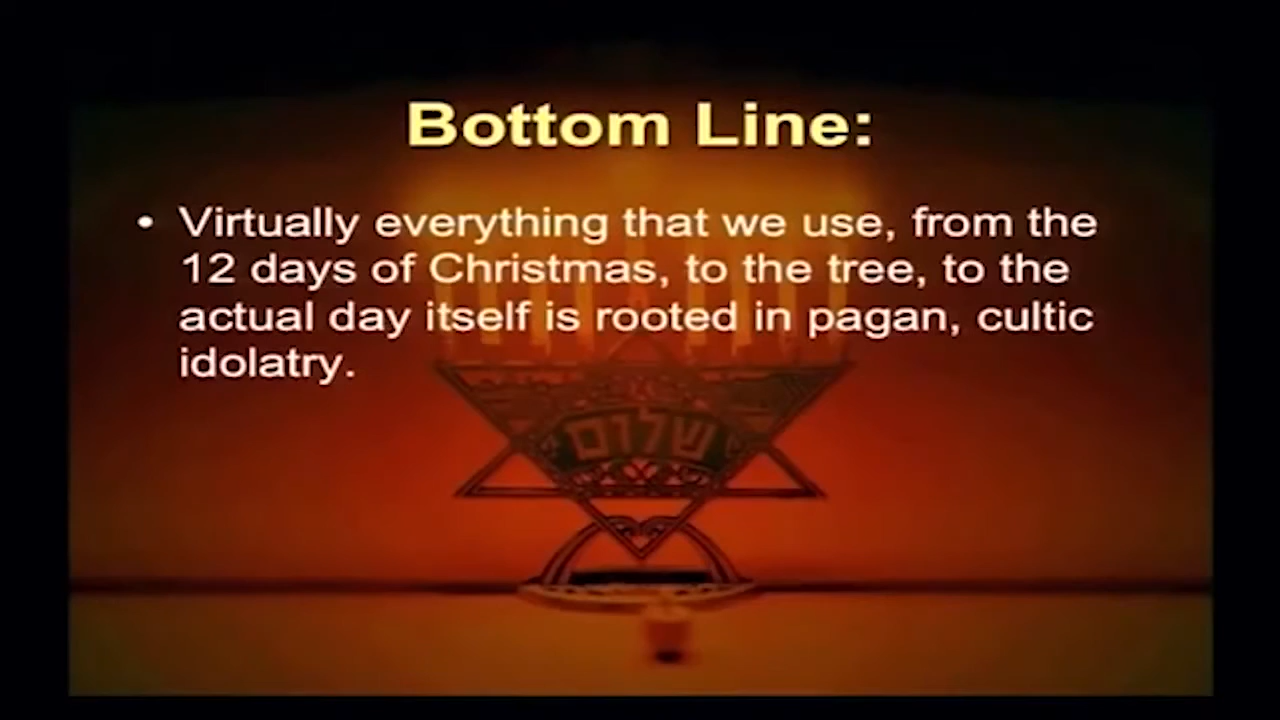 Bottom Line:
• Virtually everything that we use, from the
12 days of Christmas, to the tree, to the
actual day itself is rooted in pagan, cultic
idolatry.
שלום